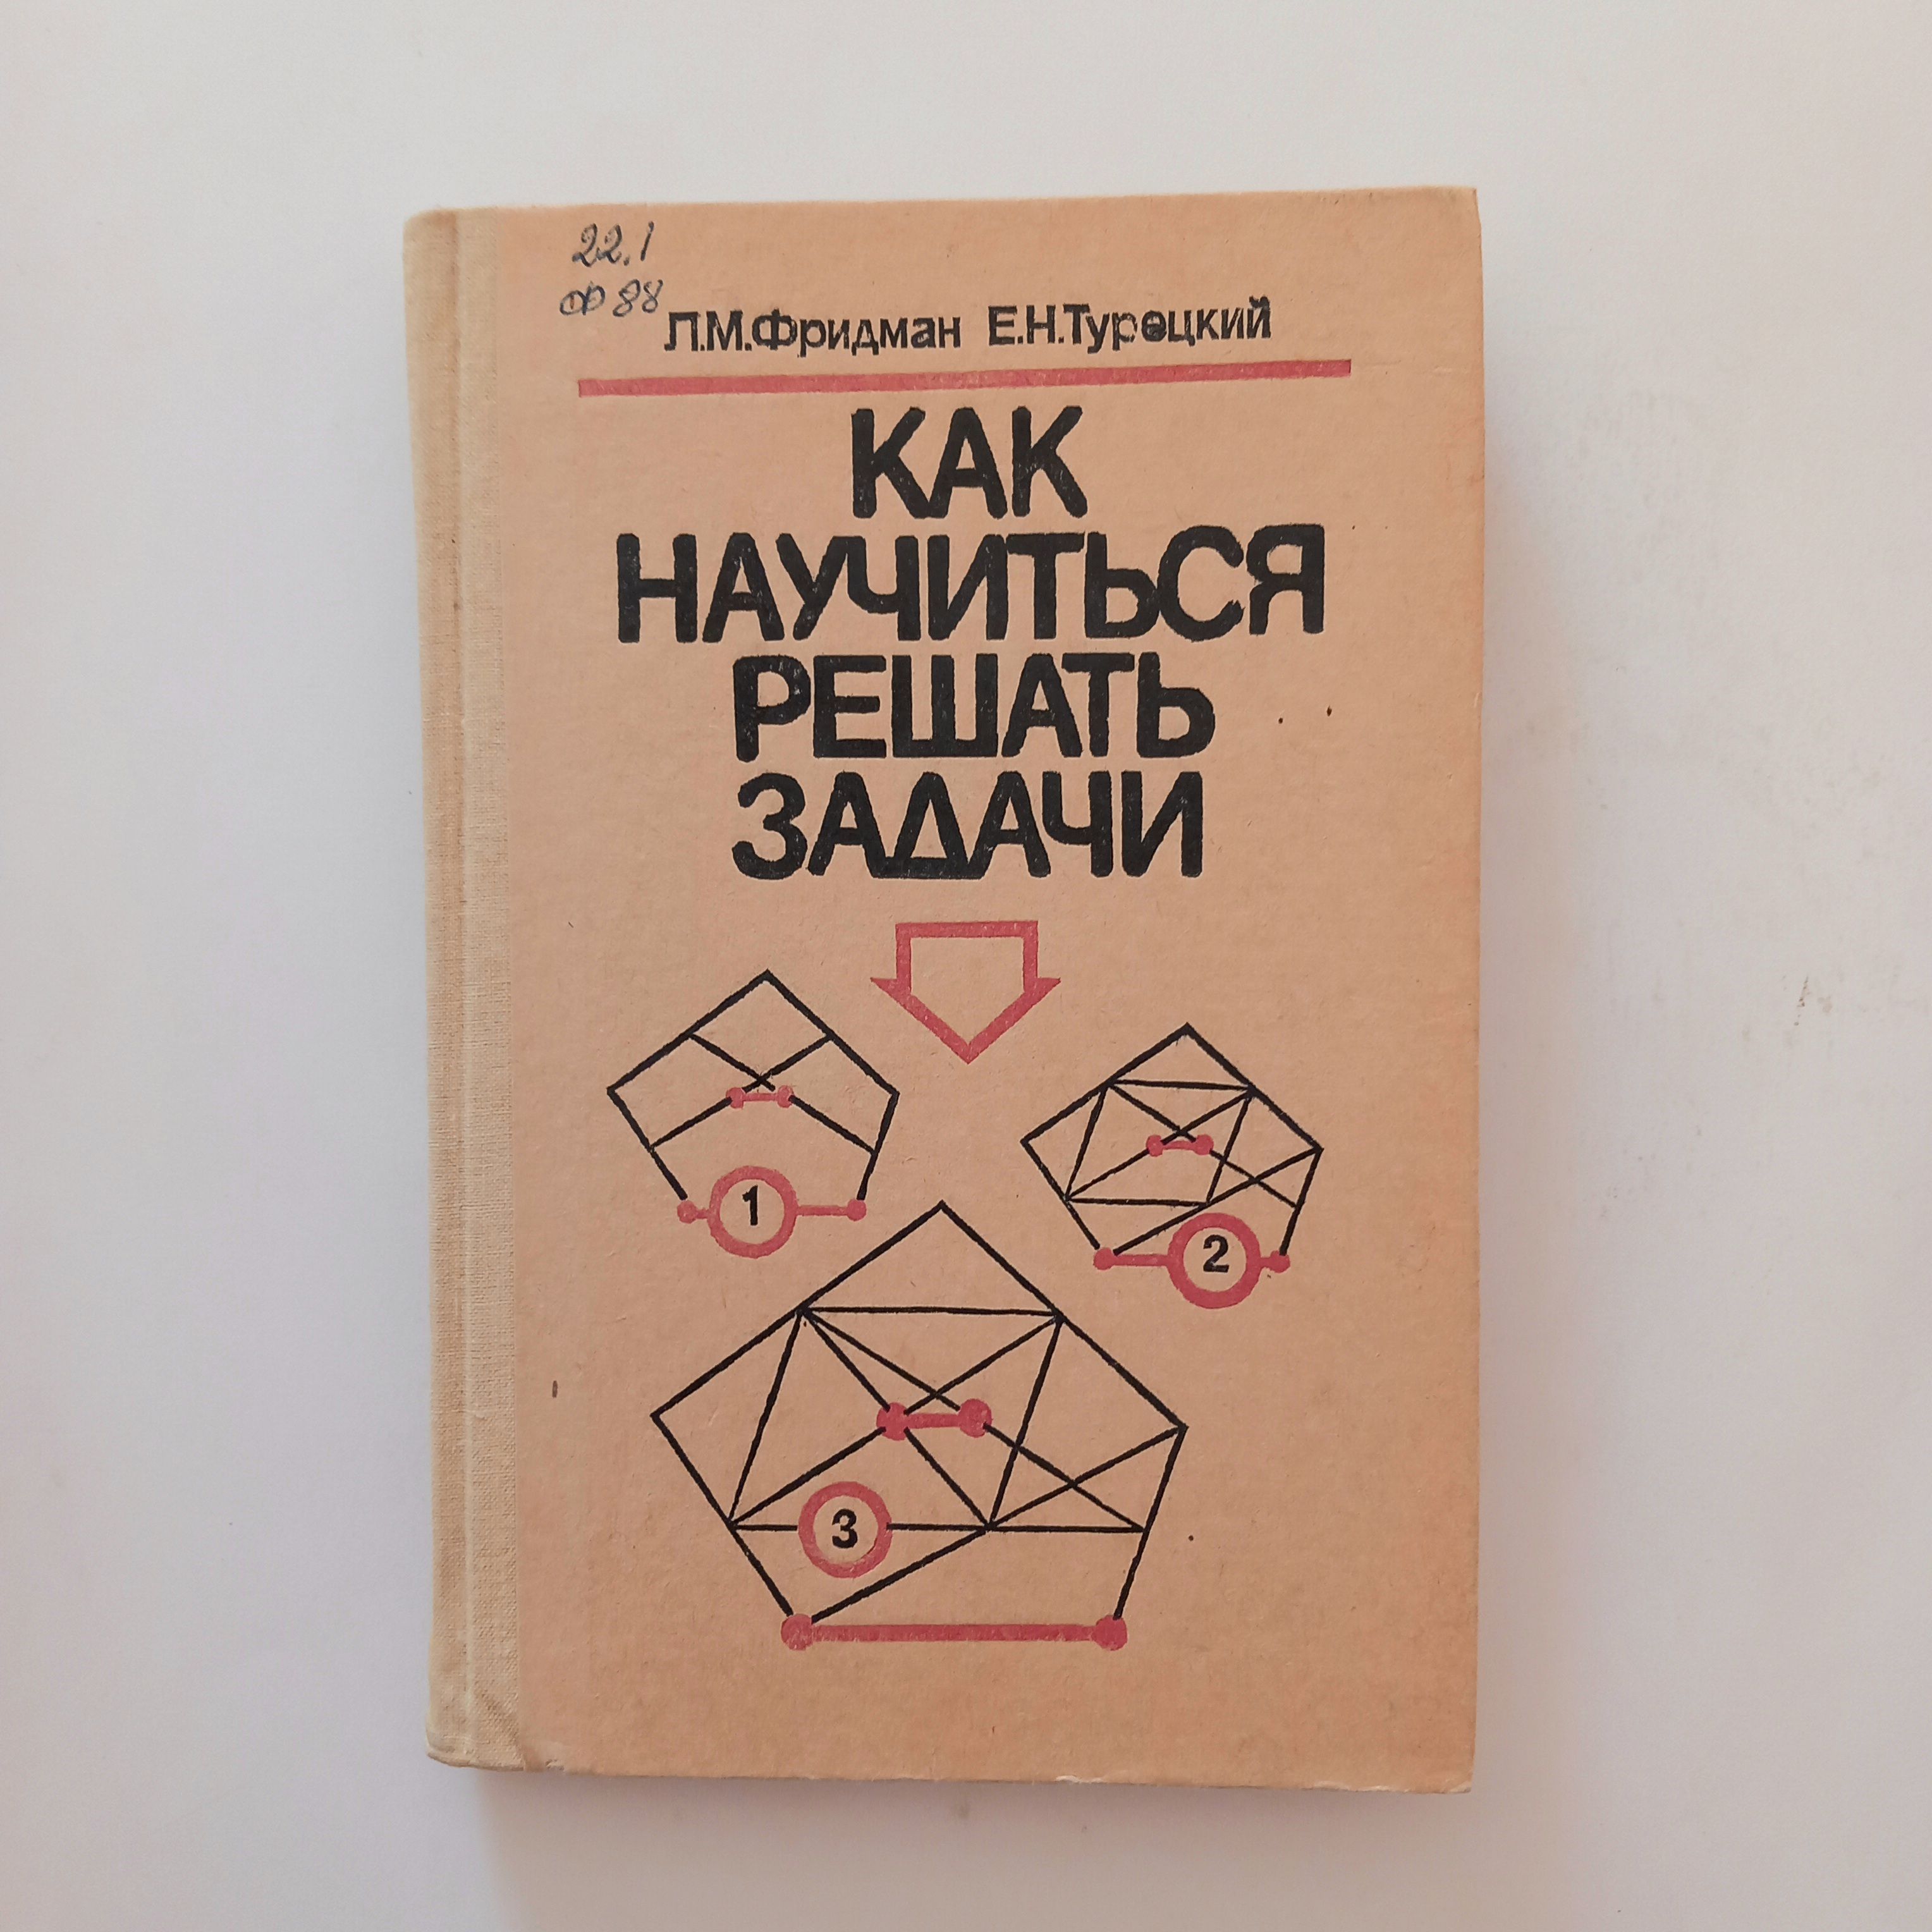 22.1
Ф 88
Л.М.Фридман Е.Н.Турецкий
КАК
НАУЧИТЬСЯ
РЕШАТЬ
ЗАДАЧИ
1
2
3